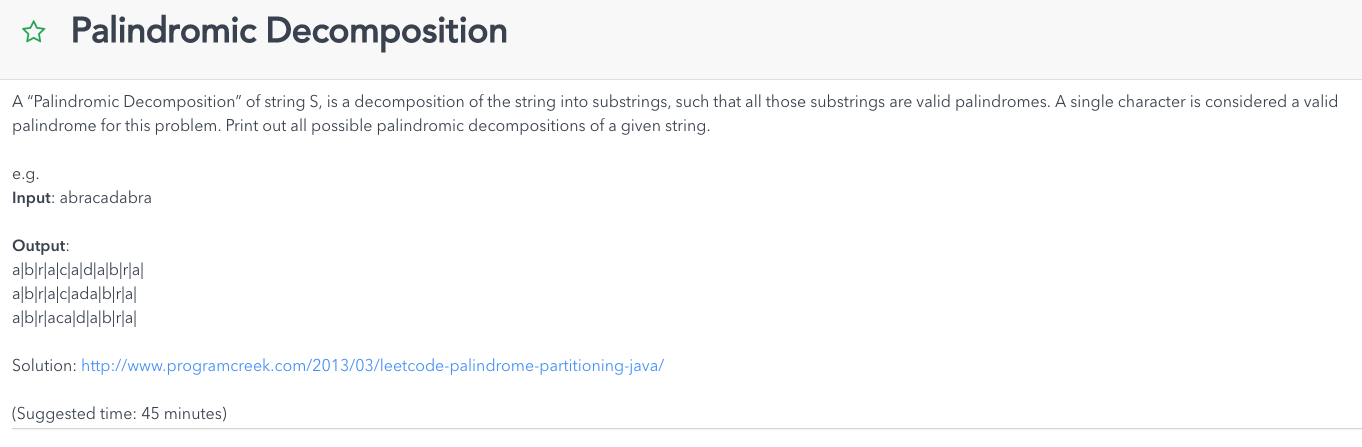 Palindromic Decomposition
A “Palindromic Decomposition” of string S, is a decomposition of the string into substrings, such that all those substrings are valid palindromes. A single character is considered a valid
palindrome for this problem. Print out all possible palindromic decompositions of a given string.
e.g.
Input: abracadabra
Output:
a|b|r|a|c|a|d|a|b|r|a|
a|b|r|a|c|ada|b|r|a|
a|b|r|aca|d|a|b|r|a|
Solution: http://www.programcreek.com/2013/03/leetcode-palindrome-partitioning-java/
(Suggested time: 45 minutes)